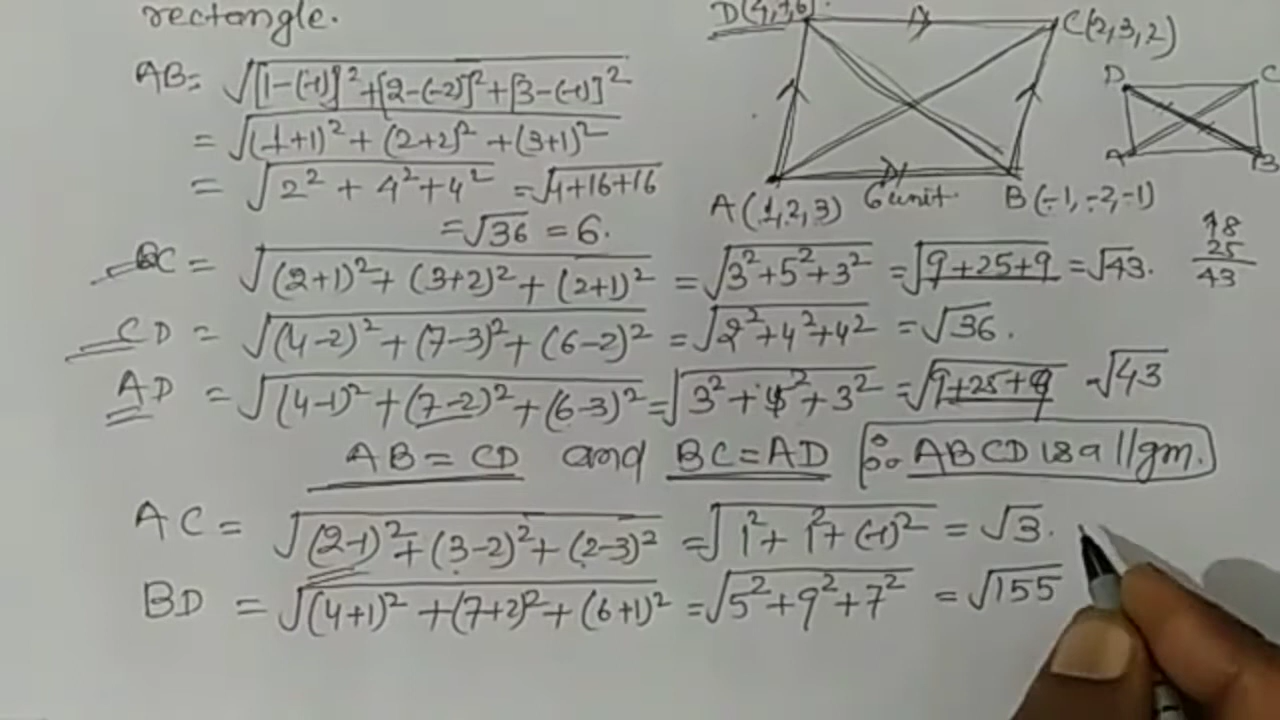 rectangle.
AB = √[1-(-1)]² + [2-(-2)]² + [3-(-1)]²
= √(1+1)² + (2+2)² + (3+1)²
= √2² + 4² + 4² = √4+16+16
= √36 = 6.
BC = √(2+1)² + (3+2)² + (2+1)² = √3²+5²+3² = √9+25+9 = √43.
CD = √(4-2)² + (7-3)² + (6-2)² = √2²+4²+4² = √36.
AD = √(4-1)² + (7-2)² + (6-3)² = √3²+5²+3² = √9+25+9 √43
AB = CD and BC = AD ∴ ABCD is a ||gm.
AC = √(2-1)² + (3-2)² + (2-3)² = √1² + 1² + (-1)² = √3.
BD = √(4+1)² + (7+2)² + (6+1)² = √5²+9²+7² = √155
D(4,7,6).
C(2,3,2)
A(1,2,3) 6 unit. B(-1,-2,-1)
D C
A B
18
25
43